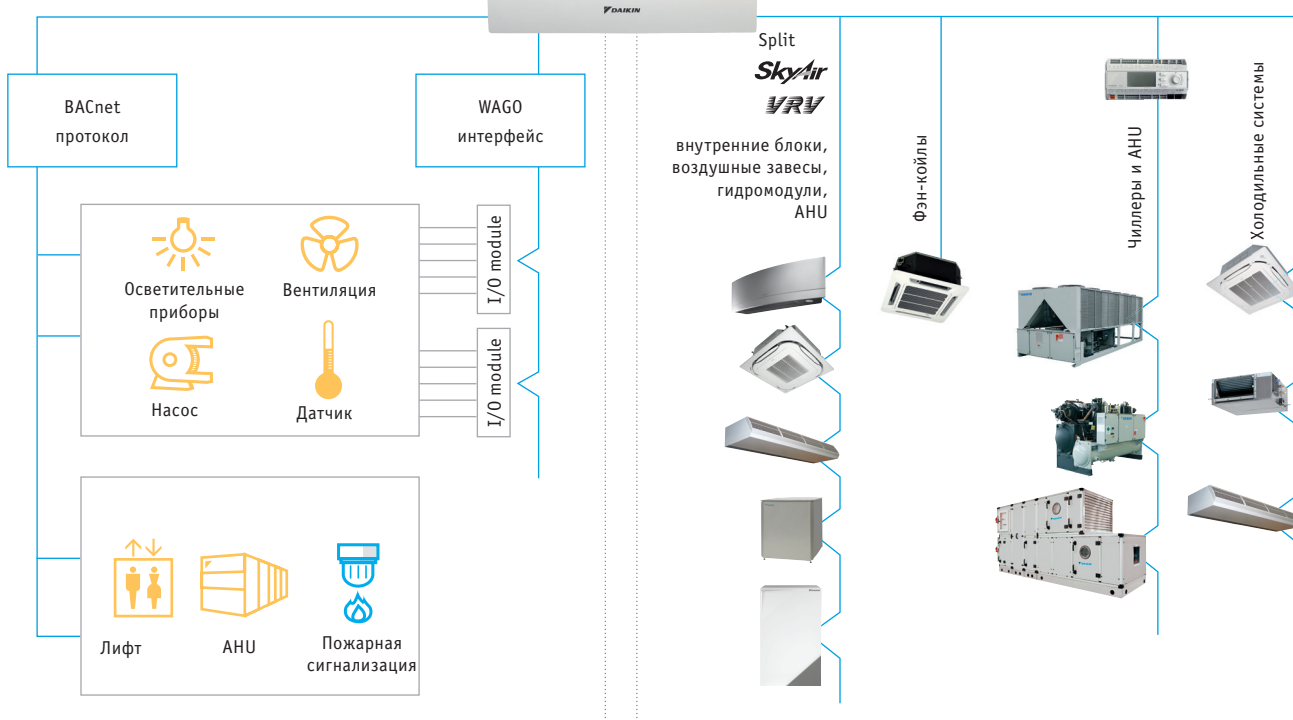 DAIKIN
BACnet
протокол
WAGO
интерфейс
I/O module
Осветительные
приборы
Вентиляция
Насос
Датчик
I/O module
Лифт
AHU
Пожарная
сигнализация
Split
SkyAir
VRV
внутренние блоки,
воздушные завесы,
гидромодули,
AHU
фэн-койлы
Чиллеры и AHU
Холодильные системы